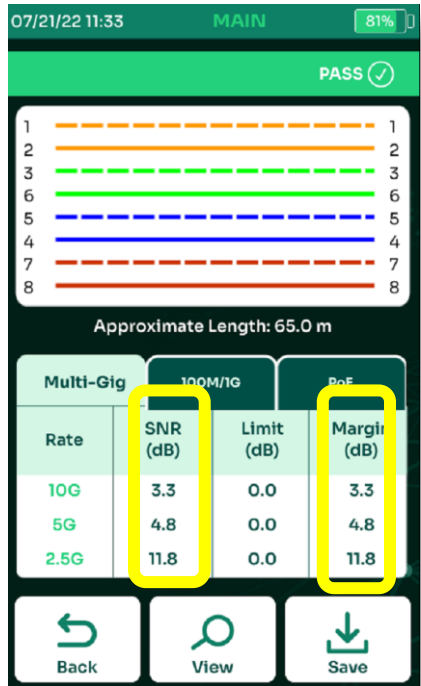 07/21/22 11:33 MAIN 81%
PASS
1 1
2 2
3 3
6 6
5 5
4 4
7 7
8 8
Approximate Length: 65.0 m
Multi-Gig 100M/1G PoE
Rate SNR (dB) Limit (dB) Margin (dB)
10G 3.3 0.0 3.3
5G 4.8 0.0 4.8
2.5G 11.8 0.0 11.8
Back View Save